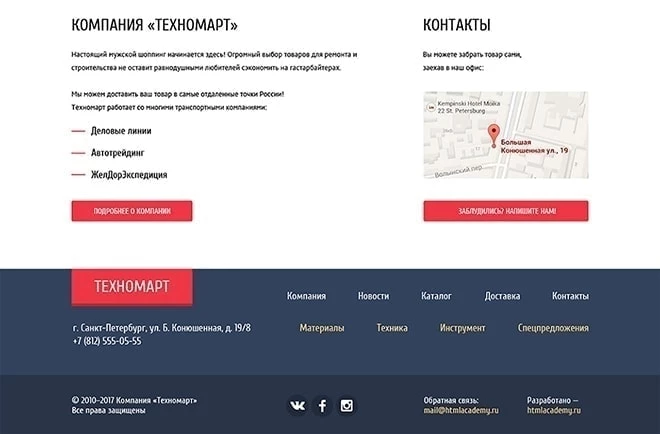 КОМПАНИЯ «ТЕХНОМАРТ»
Настоящий мужской шоппинг начинается здесь! Огромный выбор товаров для ремонта и
строительства не оставит равнодушными любителей сэкономить на гастарбайтерах.
Мы можем доставить ваш товар в самые отдаленные точки России!
Техномарт работает со многими транспортными компаниями:
Деловые линии
Автотрейдинг
ЖелДорЭкспедиция
ПОДРОБНЕЕ О КОМПАНИИ
КОНТАКТЫ
Вы можете забрать товар сами,
заехав в наш офис:
Kempinski Hotel Moika
22 St. Petersburg
Большая
Конюшенная ул., 19
Волынский пер
ЗАБЛУДИЛИСЬ? НАПИШИТЕ НАМ!
ТЕХНОМАРТ
Компания Новости Каталог Доставка Контакты
г. Санкт-Петербург, ул. Б. Конюшенная, д. 19/8
+7 (812) 555-05-55
Материалы Техника Инструмент Спецпредложения
© 2010–2017 Компания «Техномарт»
Все права защищены
Обратная связь:
mail@htmlacademy.ru
Разработано —
htmlacademy.ru